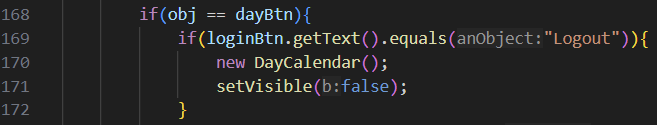 168 if(obj == dayBtn){
169 if(loginBtn.getText().equals(anObject:"Logout")){
170 new DayCalendar();
171 setVisible(b:false);
172 }